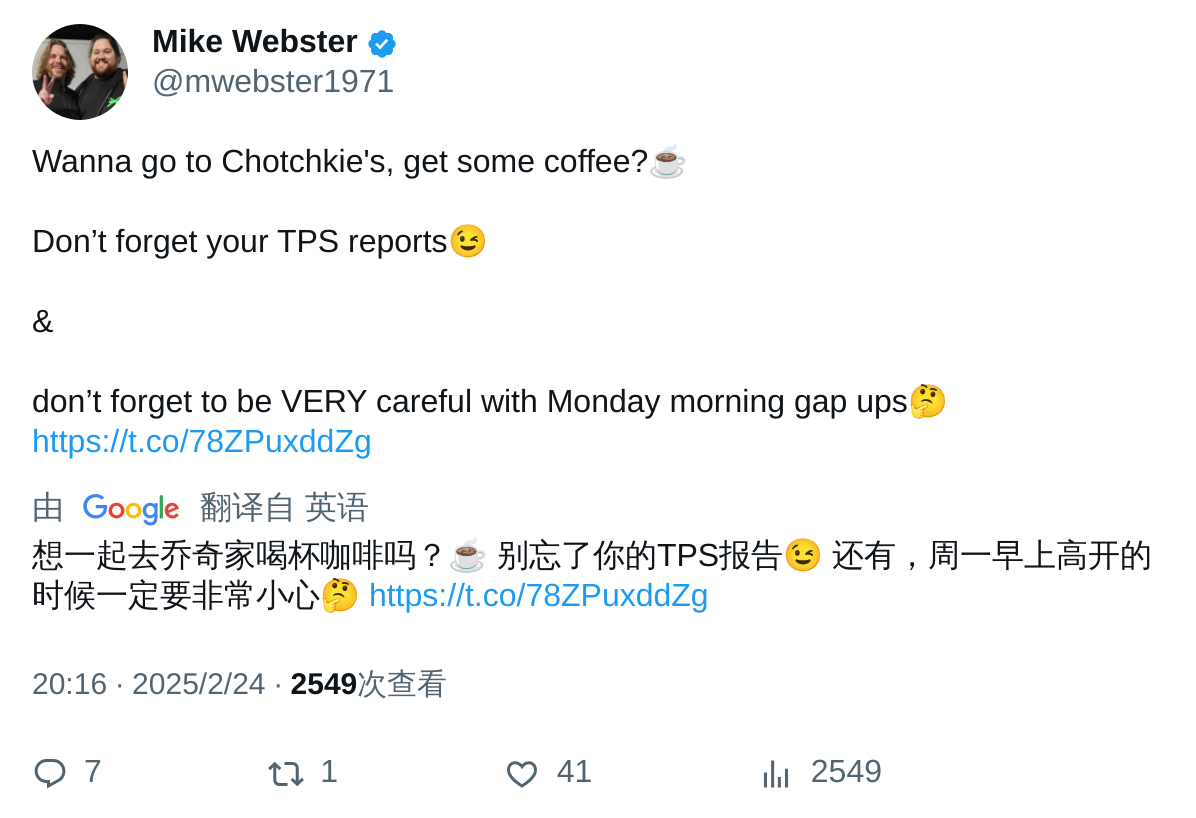 Mike Webster
@mwebster1971
Wanna go to Chotchkie's, get some coffee?☕
Don’t forget your TPS reports😉
&
don’t forget to be VERY careful with Monday morning gap ups🤔
https://t.co/78ZPuxddZg
由 Google 翻译自 英语
想一起去乔奇家喝杯咖啡吗？☕ 别忘了你的TPS报告😉 还有，周一早上高开的
时候一定要非常小心🤔 https://t.co/78ZPuxddZg
20:16 · 2025/2/24 · 2549次查看
7 1 41 2549